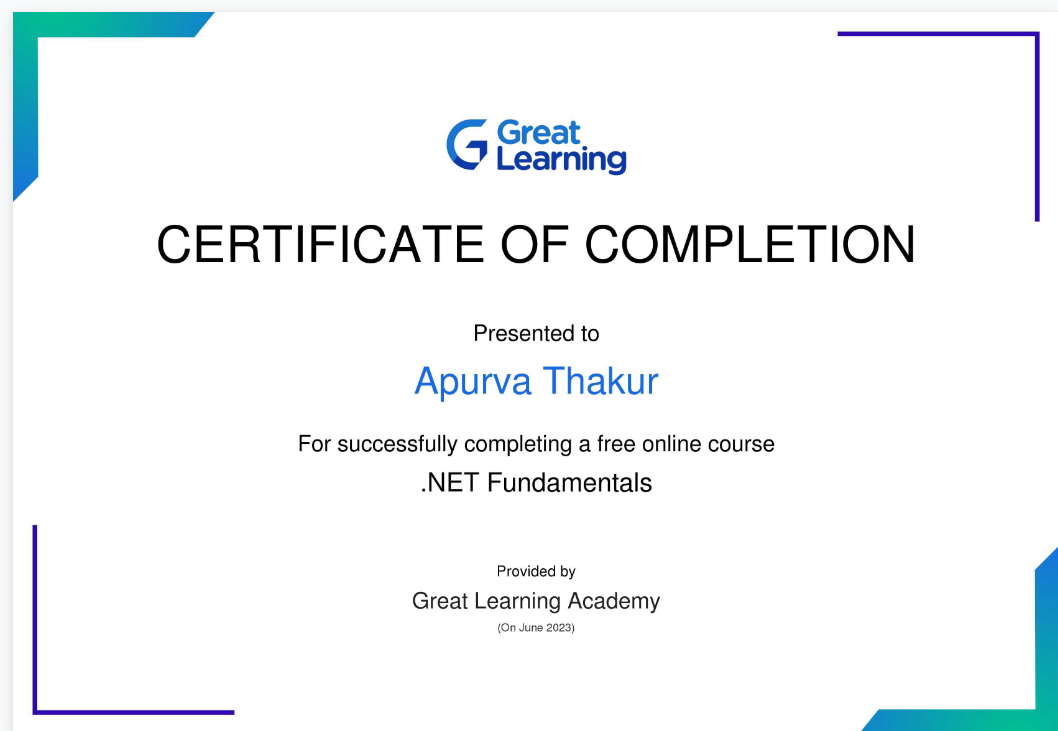 Great
Learning
CERTIFICATE OF COMPLETION
Presented to
Apurva Thakur
For successfully completing a free online course
.NET Fundamentals
Provided by
Great Learning Academy
(On June 2023)